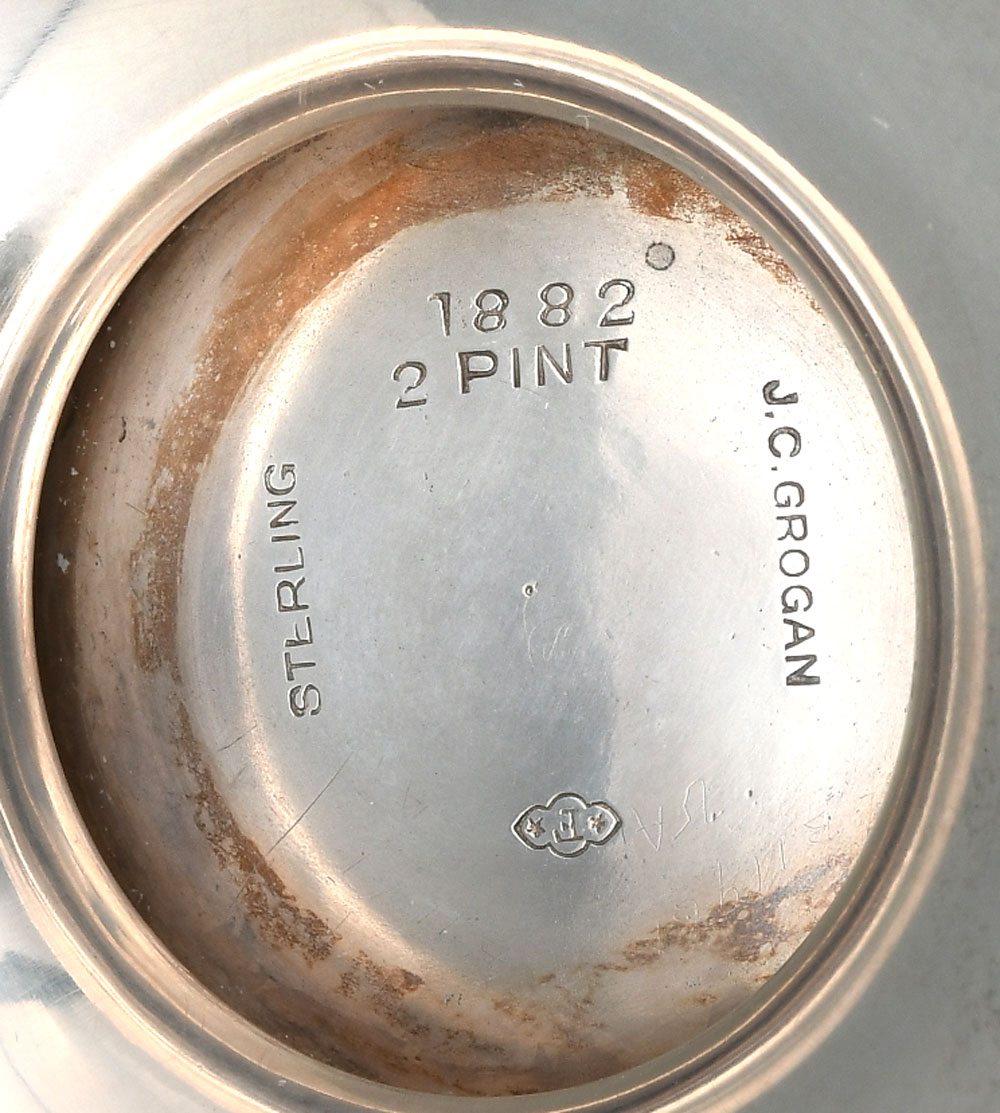 1882
2 PINT
STERLING
J.C. GROGAN
E